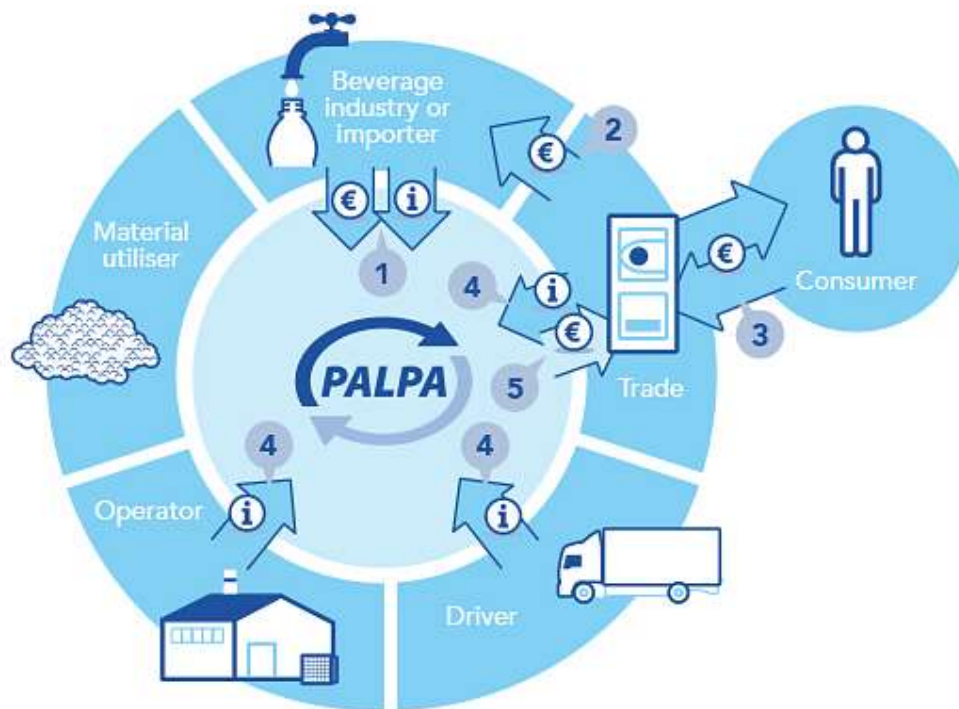 Beverage
industry or
importer
2
€
€
i
Material
utiliser
1
4
i
€
Consumer
€
3
PALPA
5
Trade
4
4
Operator
i
i
Driver